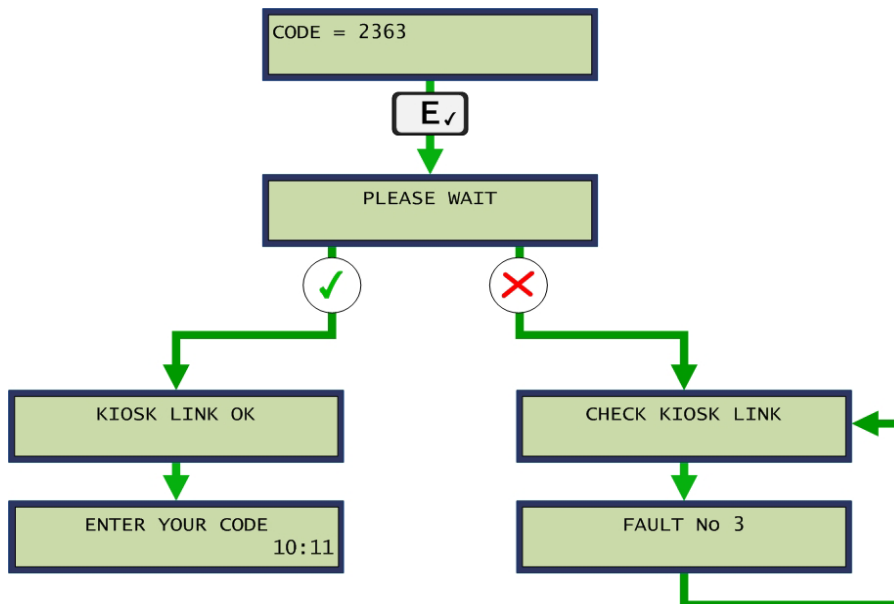 CODE = 2363
E✓
PLEASE WAIT
KIOSK LINK OK
CHECK KIOSK LINK
ENTER YOUR CODE
10:11
FAULT No 3